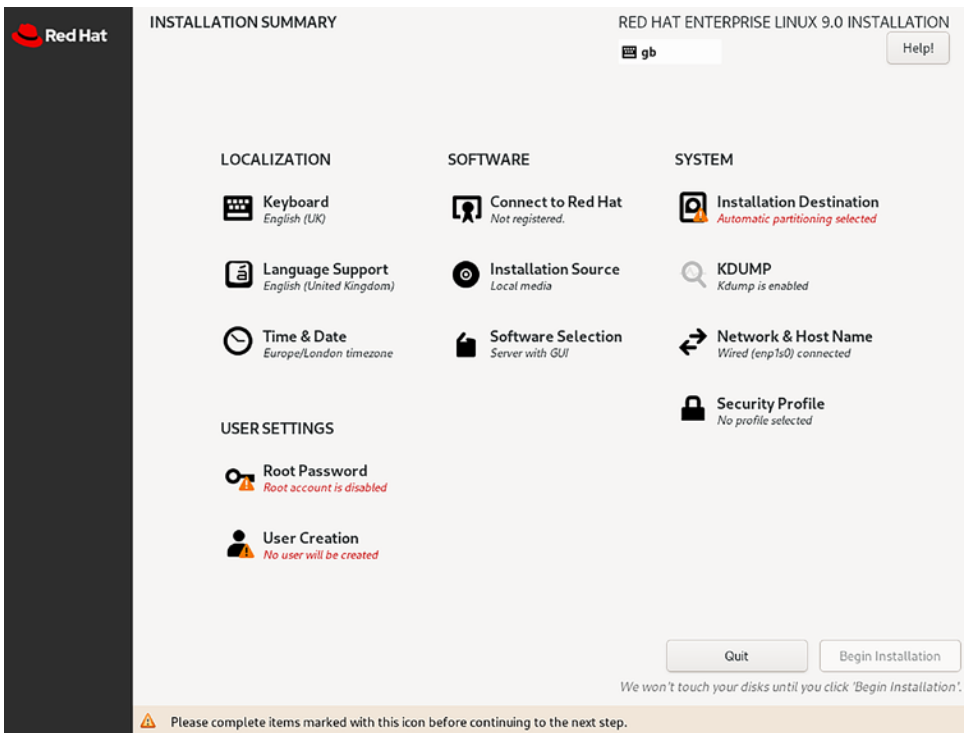 Red Hat
INSTALLATION SUMMARY
RED HAT ENTERPRISE LINUX 9.0 INSTALLATION
gb
Help!
LOCALIZATION
Keyboard
English (UK)
Language Support
English (United Kingdom)
Time & Date
Europe/London timezone
SOFTWARE
Connect to Red Hat
Not registered.
Installation Source
Local media
Software Selection
Server with GUI
SYSTEM
Installation Destination
Automatic partitioning selected
KDUMP
Kdump is enabled
Network & Host Name
Wired (enp1s0) connected
Security Profile
No profile selected
USER SETTINGS
Root Password
Root account is disabled
User Creation
No user will be created
Quit
Begin Installation
We won't touch your disks until you click 'Begin Installation'.
Please complete items marked with this icon before continuing to the next step.